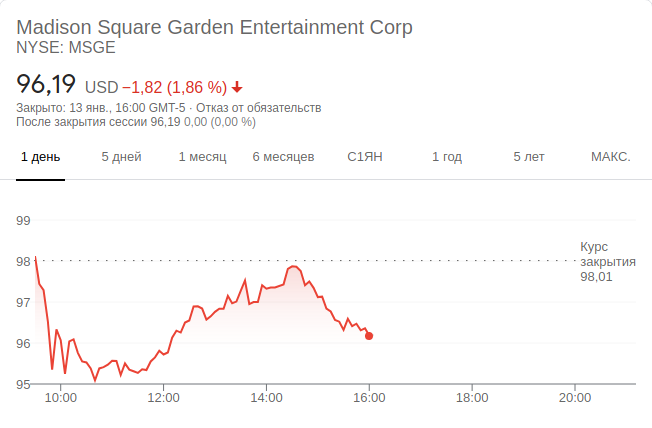 Madison Square Garden Entertainment Corp
NYSE: MSGE
96,19 USD −1,82 (1,86 %)
Закрыто: 13 янв., 16:00 GMT-5 · Отказ от обязательств
После закрытия сессии 96,19 0,00 (0,00 %)
1 день 5 дней 1 месяц 6 месяцев С1ЯН 1 год 5 лет МАКС.
99
98
97
96
95
Курс
закрытия
98,01
10:00 12:00 14:00 16:00 18:00 20:00